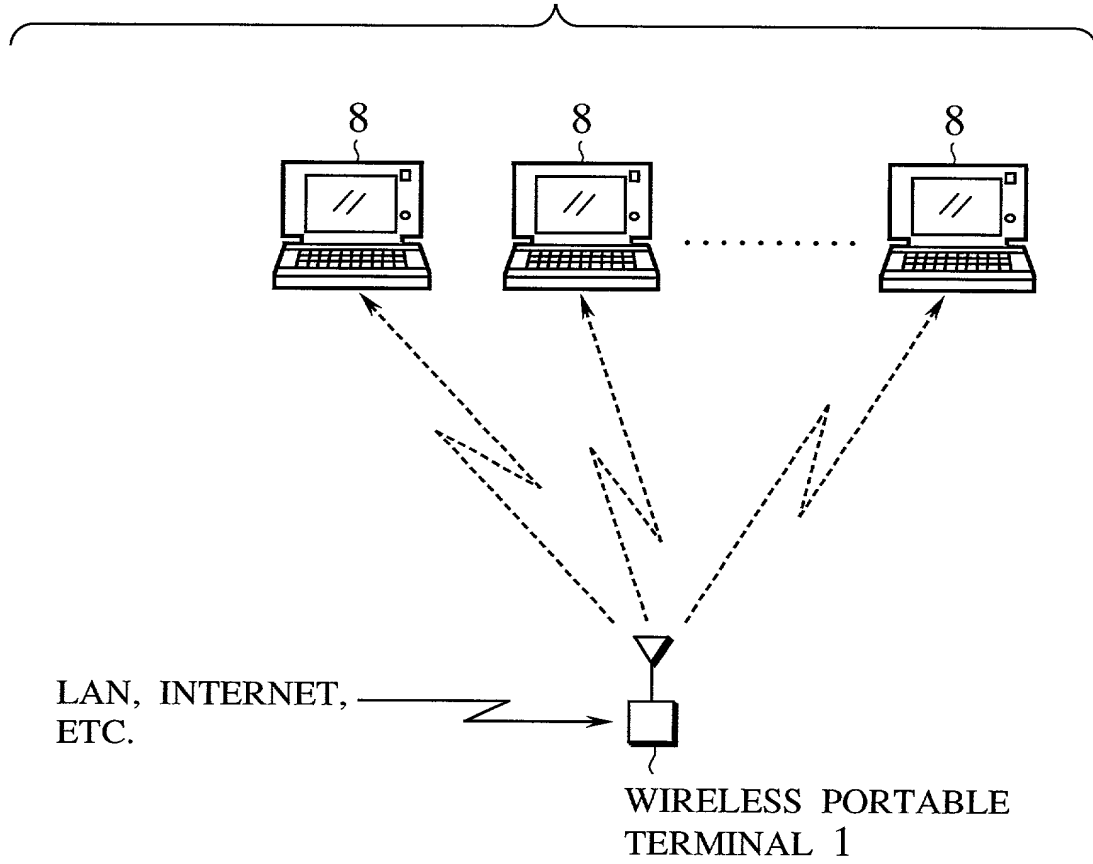 8
8
8
LAN, INTERNET,
ETC.
WIRELESS PORTABLE
TERMINAL 1